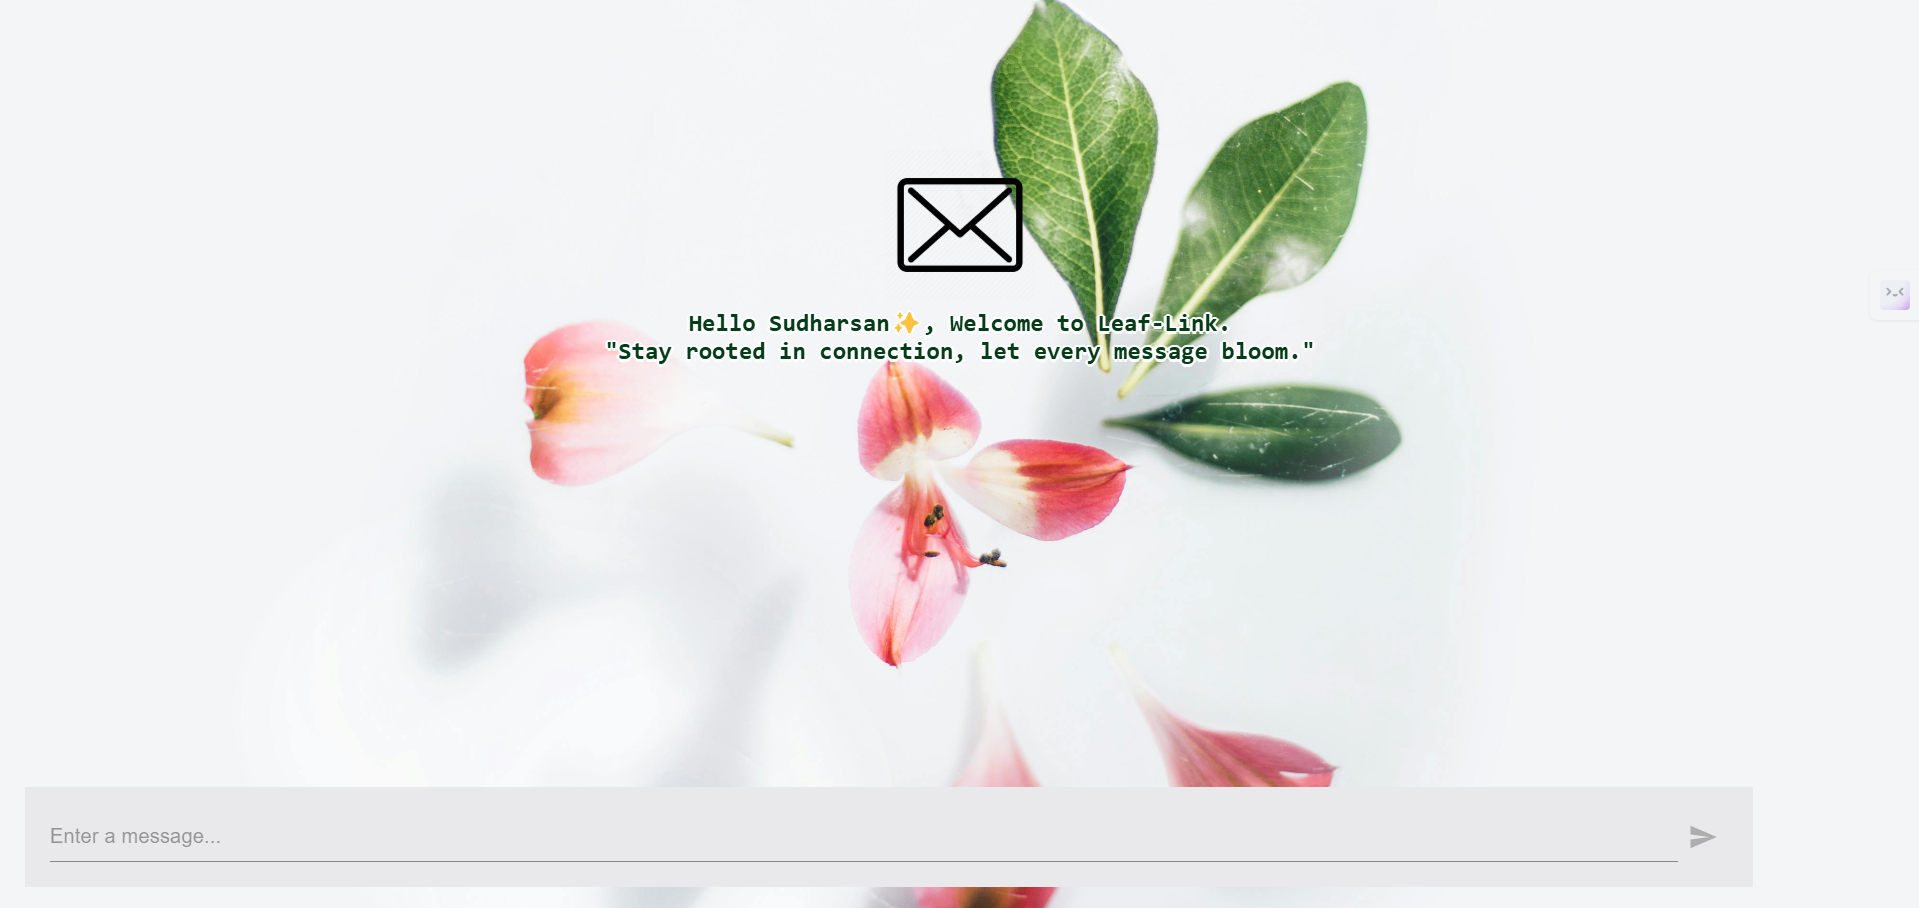 Hello Sudharsan✨, Welcome to Leaf-Link.
"Stay rooted in connection, let every message bloom."
Enter a message...